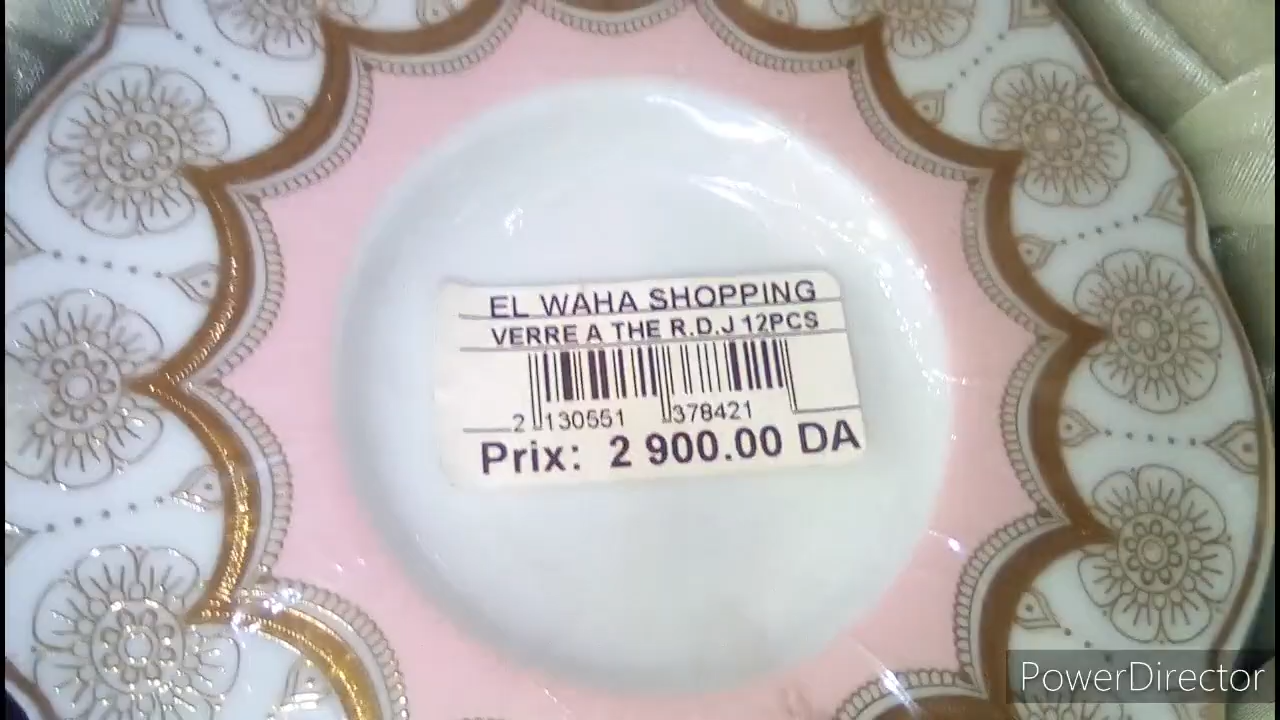 EL WAHA SHOPPING
VERRE A THE R.D.J 12PCS
2 130551 378421
Prix: 2 900.00 DA
PowerDirector